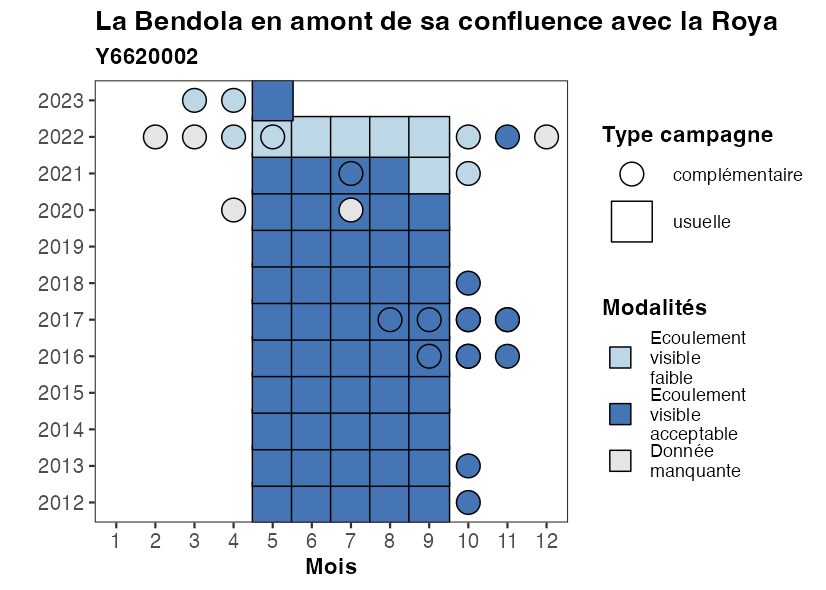 La Bendola en amont de sa confluence avec la Roya
Y6620002
2023
2022
2021
2020
2019
2018
2017
2016
2015
2014
2013
2012
1 2 3 4 5 6 7 8 9 10 11 12
Mois
Type campagne
complémentaire
usuelle
Modalités
Ecoulement
visible
faible
Ecoulement
visible
acceptable
Donnée
manquante